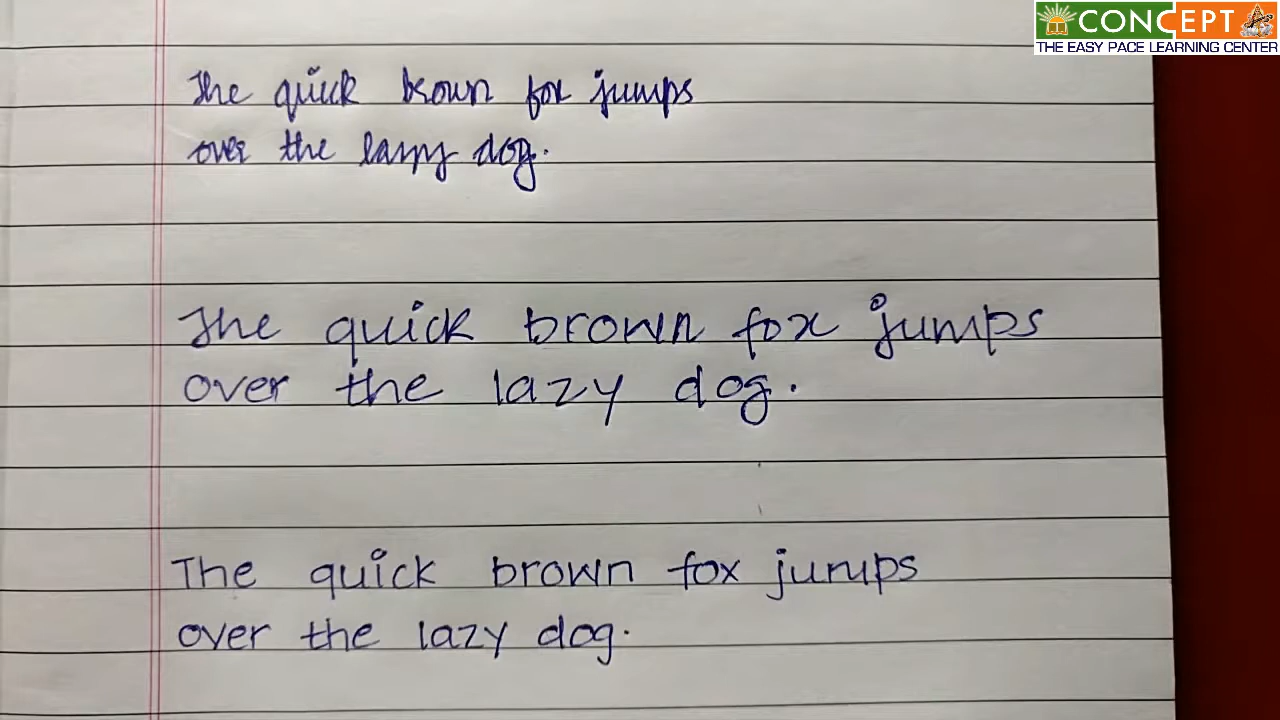 CONCEPT
THE EASY PACE LEARNING CENTER
The quick brown fox jumps
over the lazy dog.
The quick brown fox jumps
over the lazy dog.
The quick brown fox jumps
over the lazy dog.